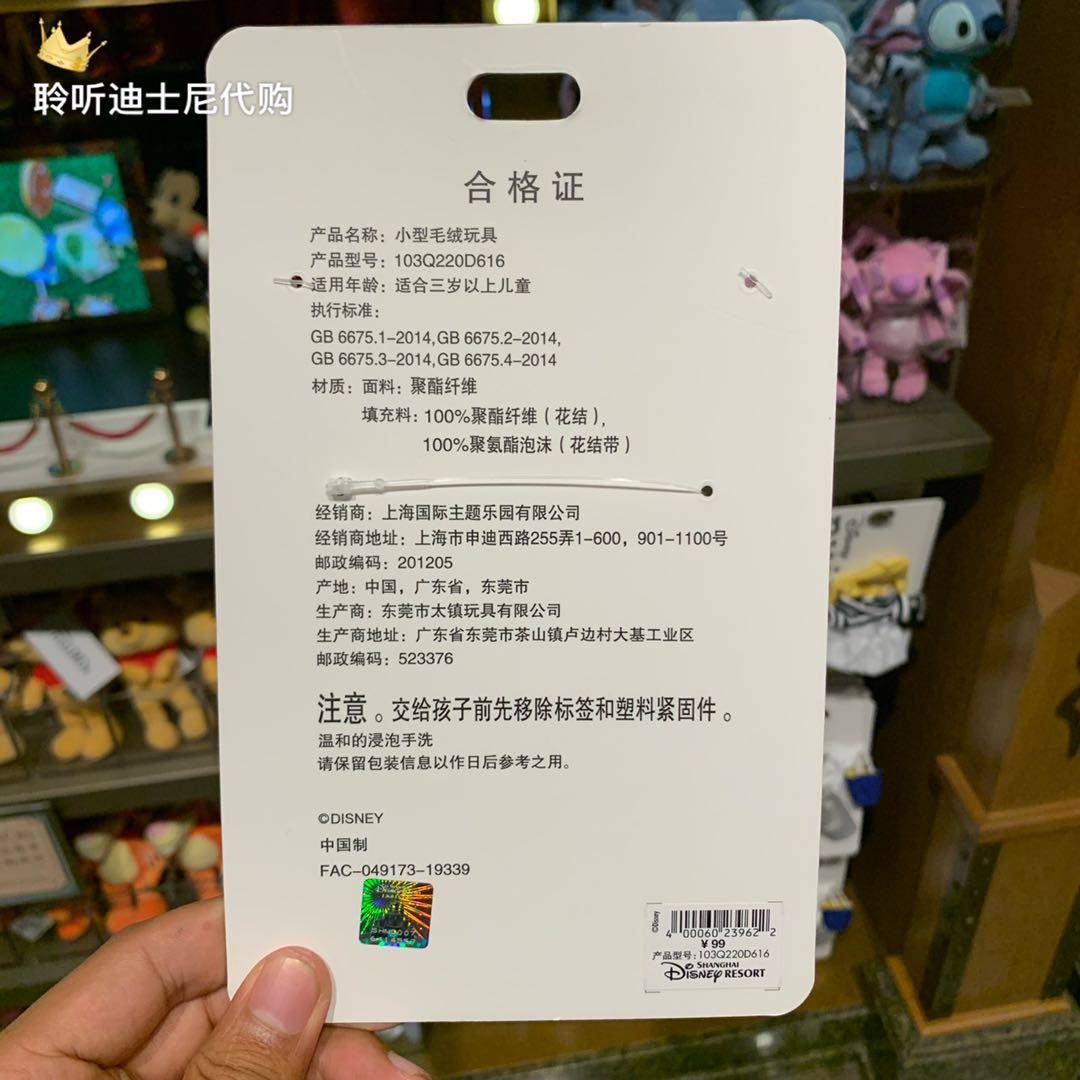 聆听迪士尼代购
合格证
产品名称：小型毛绒玩具
产品型号：103Q220D616
适用年龄：适合三岁以上儿童
执行标准：
GB 6675.1-2014,GB 6675.2-2014,
GB 6675.3-2014,GB 6675.4-2014
材质：面料：聚酯纤维
填充料：100%聚酯纤维（花结），
100%聚氨酯泡沫（花结带）
经销商：上海国际主题乐园有限公司
经销商地址：上海市申迪西路255弄1-600，901-1100号
邮政编码：201205
产地：中国，广东省，东莞市
生产商：东莞市太镇玩具有限公司
生产商地址：广东省东莞市茶山镇卢边村大基工业区
邮政编码：523376
注意。交给孩子前先移除标签和塑料紧固件。
温和的浸泡手洗
请保留包装信息以作日后参考之用。
©DISNEY
中国制
FAC-049173-19339
©Disney
4 00060 23962 2
¥99
产品型号：103Q220D616
SHANGHAI
DISNEY RESORT